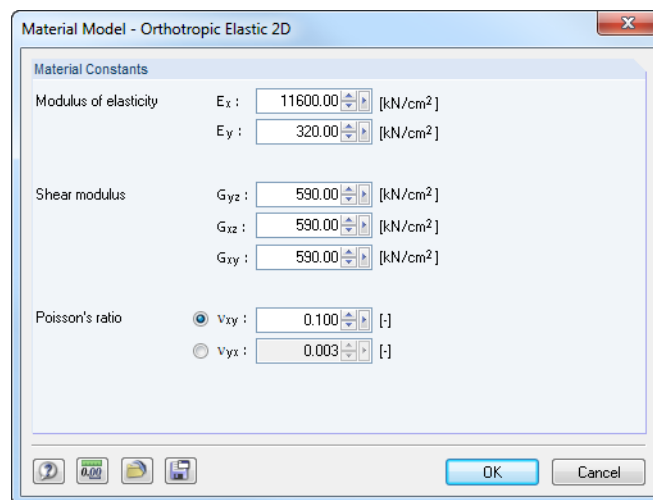 Material Model - Orthotropic Elastic 2D
Material Constants
Modulus of elasticity Ex : 11600.00 [kN/cm²]
Ey : 320.00 [kN/cm²]
Shear modulus Gyz : 590.00 [kN/cm²]
Gxz : 590.00 [kN/cm²]
Gxy : 590.00 [kN/cm²]
Poisson's ratio νxy : 0.100 [-]
νyx : 0.003 [-]
0.00 OK Cancel